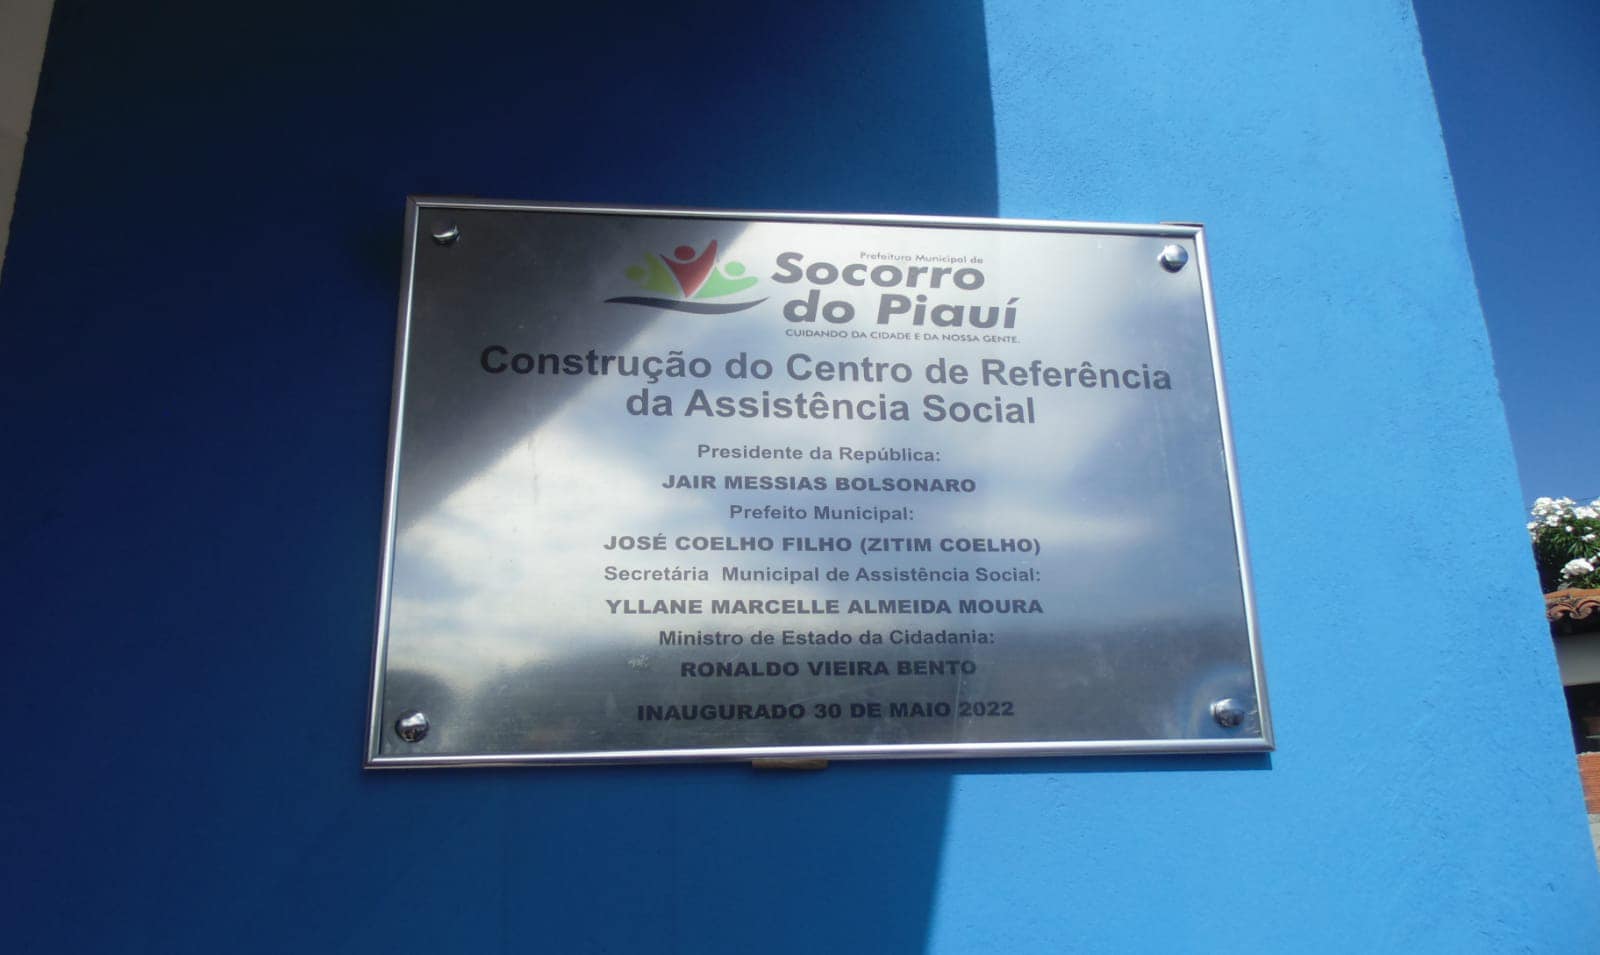 Prefeitura Municipal de
Socorro
do Piauí
CUIDANDO DA CIDADE E DA NOSSA GENTE.
Construção do Centro de Referência
da Assistência Social
Presidente da República:
JAIR MESSIAS BOLSONARO
Prefeito Municipal:
JOSÉ COELHO FILHO (ZITIM COELHO)
Secretária Municipal de Assistência Social:
YLLANE MARCELLE ALMEIDA MOURA
Ministro de Estado da Cidadania:
RONALDO VIEIRA BENTO
INAUGURADO 30 DE MAIO 2022